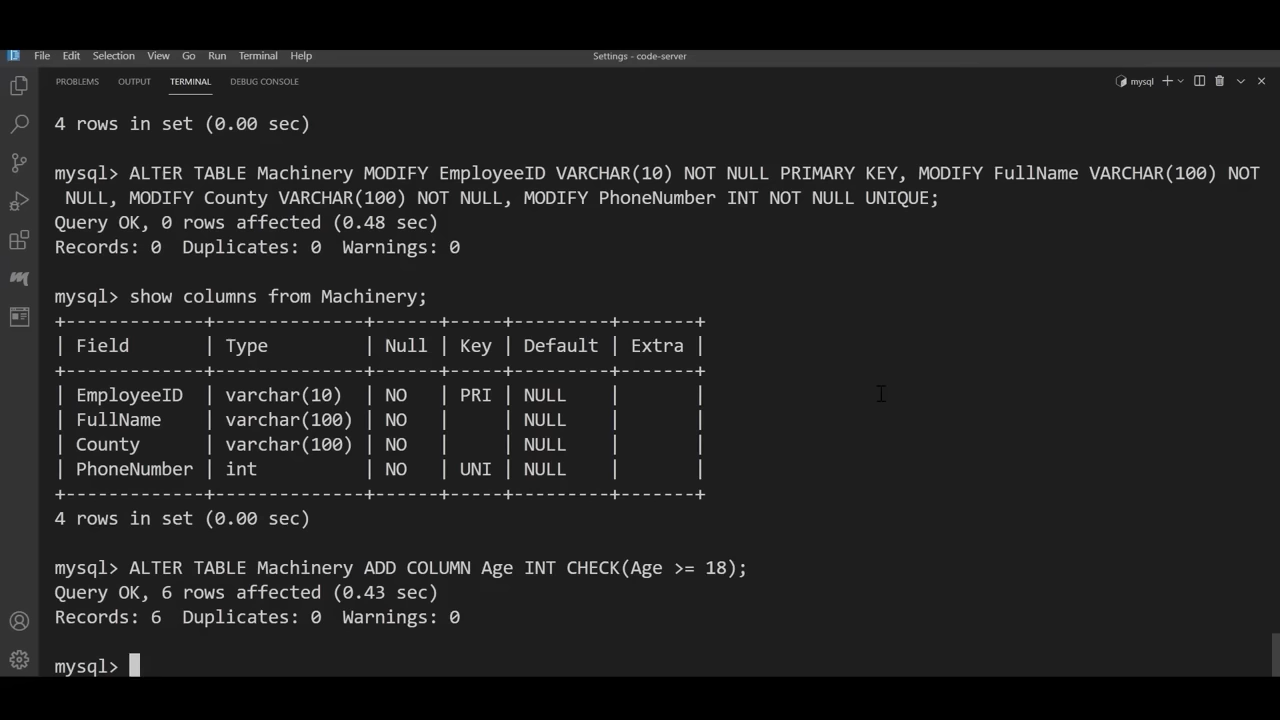 File Edit Selection View Go Run Terminal Help Settings - code-server
PROBLEMS OUTPUT TERMINAL DEBUG CONSOLE mysql
4 rows in set (0.00 sec)
mysql> ALTER TABLE Machinery MODIFY EmployeeID VARCHAR(10) NOT NULL PRIMARY KEY, MODIFY FullName VARCHAR(100) NOT
NULL, MODIFY County VARCHAR(100) NOT NULL, MODIFY PhoneNumber INT NOT NULL UNIQUE;
Query OK, 0 rows affected (0.48 sec)
Records: 0  Duplicates: 0  Warnings: 0
mysql> show columns from Machinery;
+-------------+--------------+------+-----+---------+-------+
| Field       | Type         | Null | Key | Default | Extra |
+-------------+--------------+------+-----+---------+-------+
| EmployeeID  | varchar(10)  | NO   | PRI | NULL    |       |
| FullName    | varchar(100) | NO   |     | NULL    |       |
| County      | varchar(100) | NO   |     | NULL    |       |
| PhoneNumber | int          | NO   | UNI | NULL    |       |
+-------------+--------------+------+-----+---------+-------+
4 rows in set (0.00 sec)
mysql> ALTER TABLE Machinery ADD COLUMN Age INT CHECK(Age >= 18);
Query OK, 6 rows affected (0.43 sec)
Records: 6  Duplicates: 0  Warnings: 0
mysql>